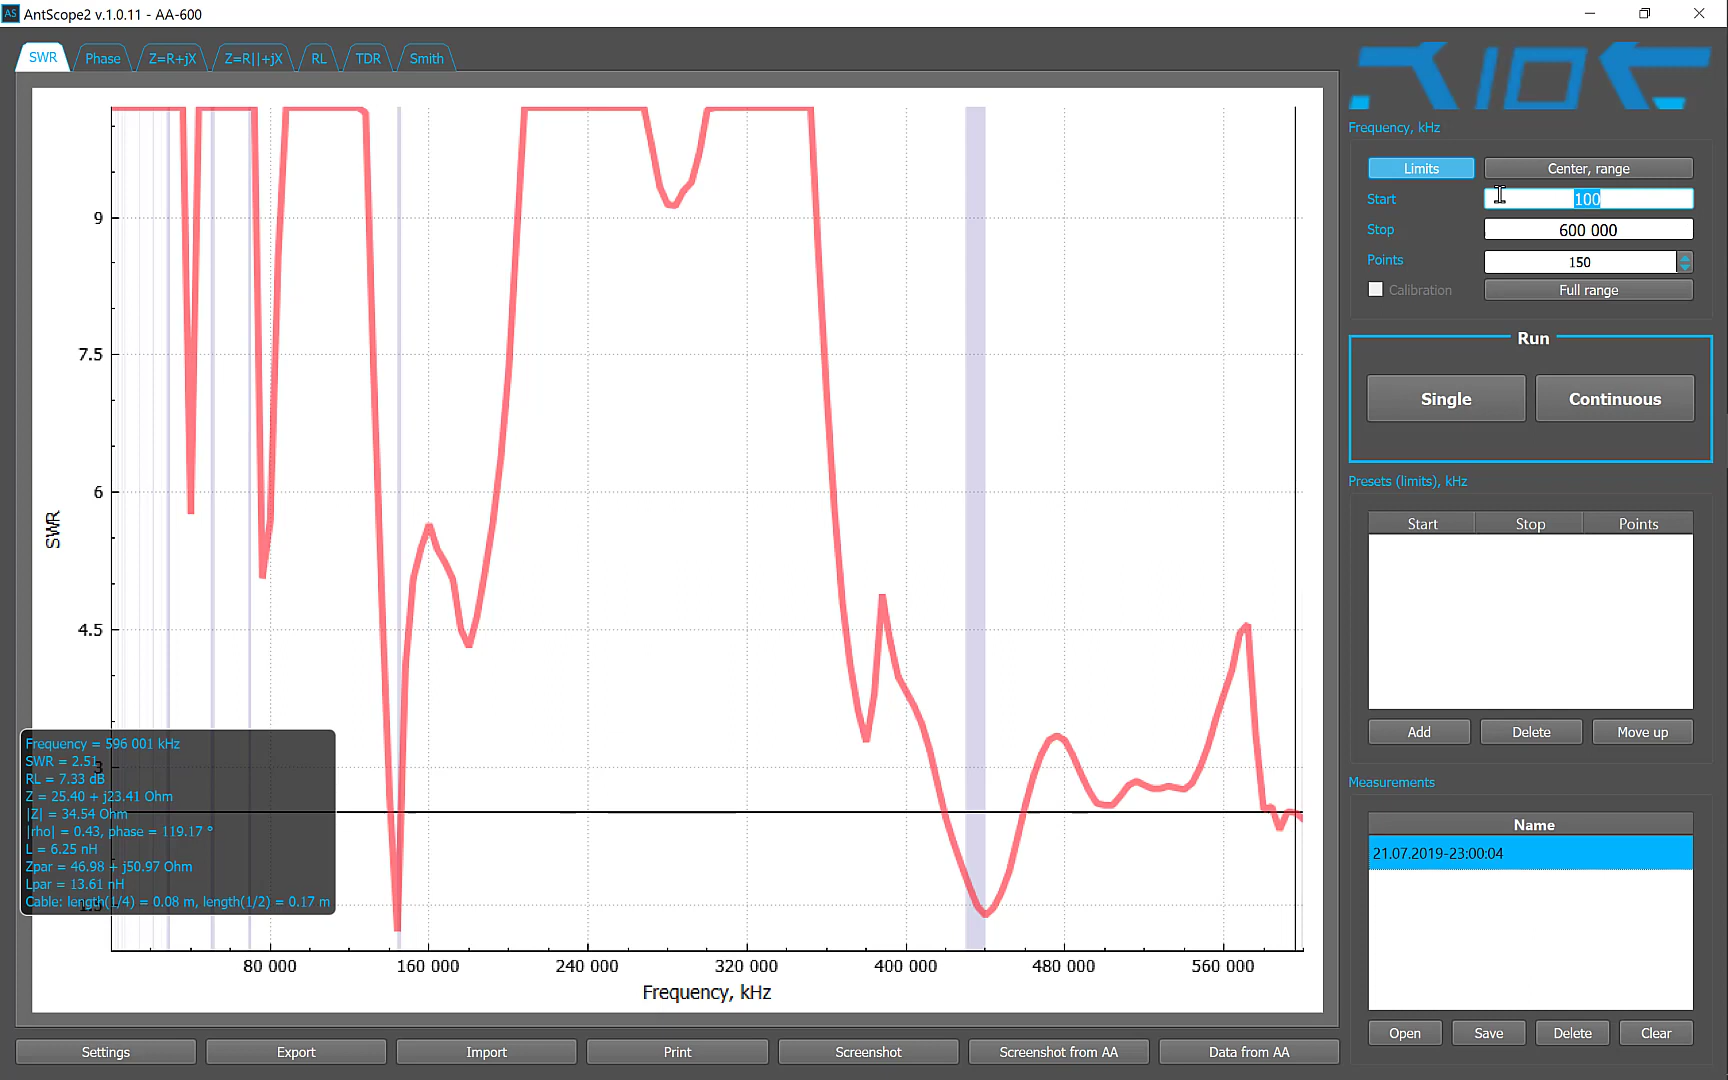 AS AntScope2 v.1.0.11 - AA-600
SWR Phase Z=R+jX Z=R||+jX RL TDR Smith
9
7.5
6
4.5
3
SWR
80 000 160 000 240 000 320 000 400 000 480 000 560 000
Frequency, kHz
Frequency = 596 001 kHz
SWR = 2.51
RL = 7.33 dB
Z = 25.40 + j23.41 Ohm
|Z| = 34.54 Ohm
|rho| = 0.43, phase = 119.17 °
L = 6.25 nH
Zpar = 46.98 + j50.97 Ohm
Lpar = 13.61 nH
Cable: length(1/4) = 0.08 m, length(1/2) = 0.17 m
Settings Export Import Print Screenshot Screenshot from AA Data from AA
Frequency, kHz
Limits Center, range
Start 100
Stop 600 000
Points 150
Calibration Full range
Run
Single Continuous
Presets (limits), kHz
Start Stop Points
Add Delete Move up
Measurements
Name
21.07.2019-23:00:04
Open Save Delete Clear